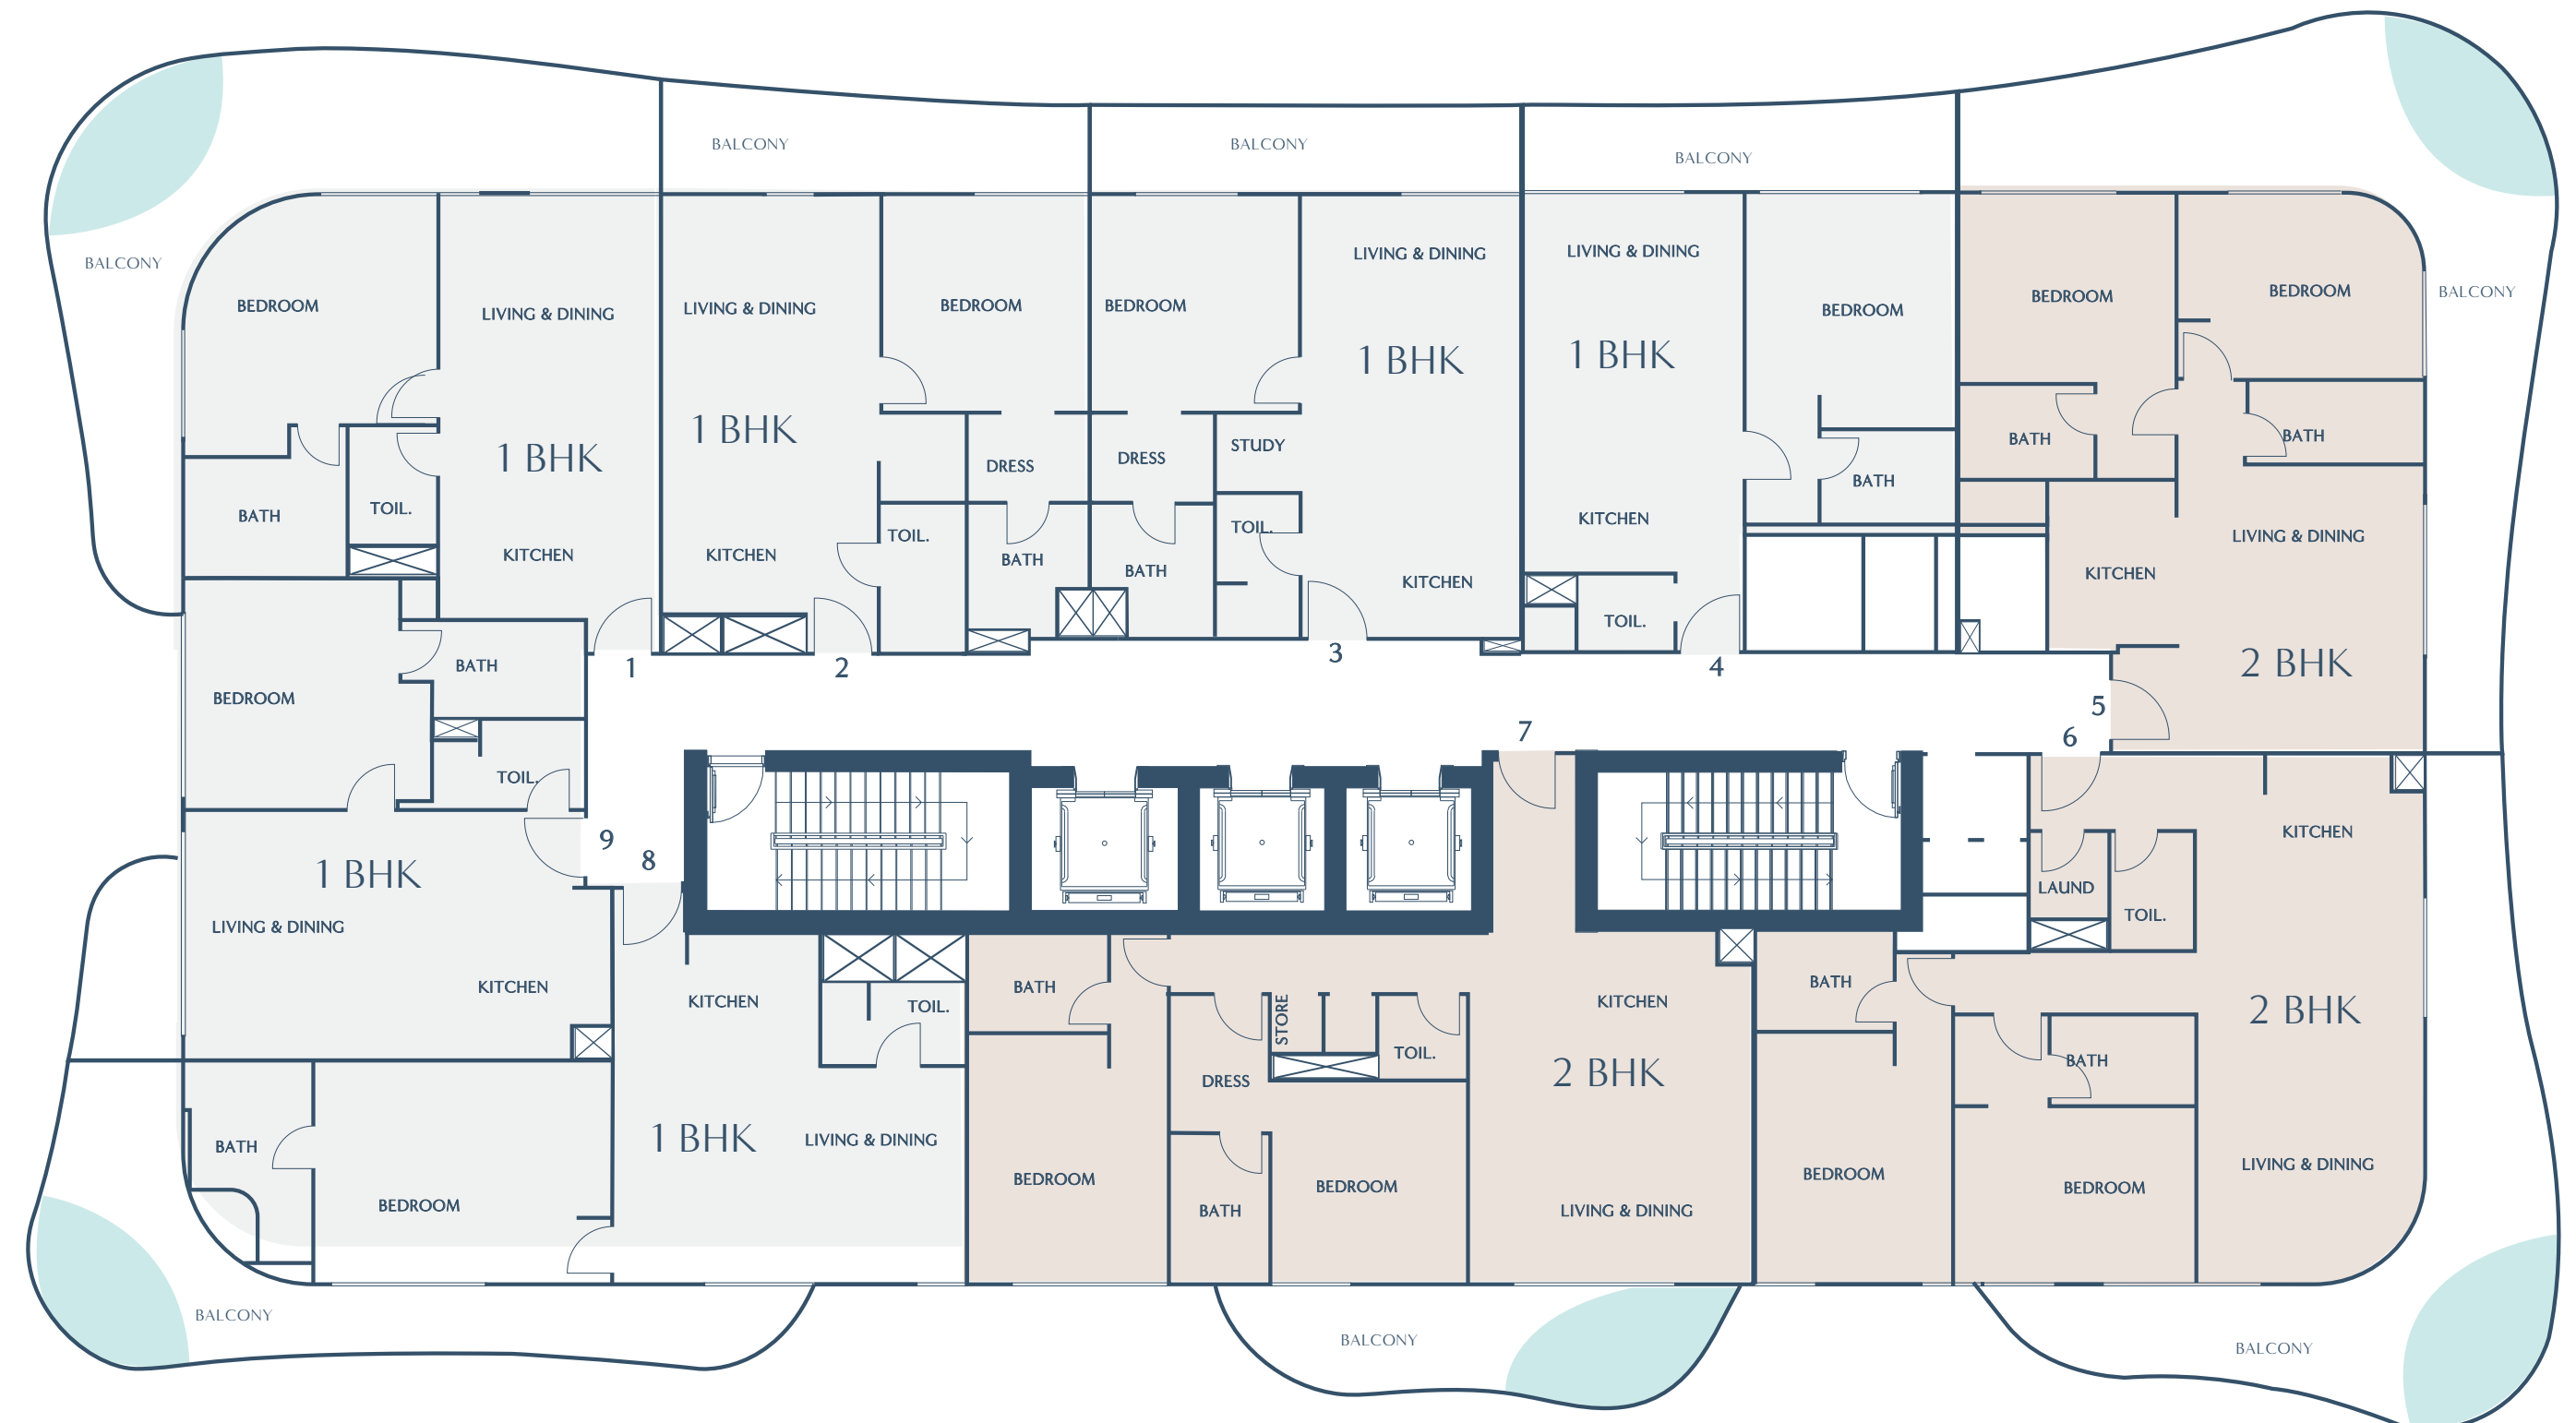 BALCONY
BALCONY
BALCONY
BALCONY
BALCONY
BEDROOM
LIVING & DINING
1 BHK
BATH
TOIL.
KITCHEN
1
LIVING & DINING
BEDROOM
1 BHK
DRESS
KITCHEN
TOIL.
BATH
2
BEDROOM
LIVING & DINING
1 BHK
STUDY
DRESS
TOIL.
BATH
KITCHEN
3
LIVING & DINING
BEDROOM
1 BHK
BATH
KITCHEN
TOIL.
4
BEDROOM
BEDROOM
BATH
BATH
LIVING & DINING
KITCHEN
2 BHK
5
6
7
BATH
BEDROOM
TOIL.
9
8
1 BHK
LIVING & DINING
KITCHEN
KITCHEN
TOIL.
1 BHK
LIVING & DINING
BATH
BEDROOM
BATH
STORE
TOIL.
DRESS
KITCHEN
2 BHK
BEDROOM
BEDROOM
BATH
LIVING & DINING
KITCHEN
LAUND
TOIL.
BATH
2 BHK
BATH
BEDROOM
BEDROOM
LIVING & DINING
BALCONY
BALCONY
BALCONY